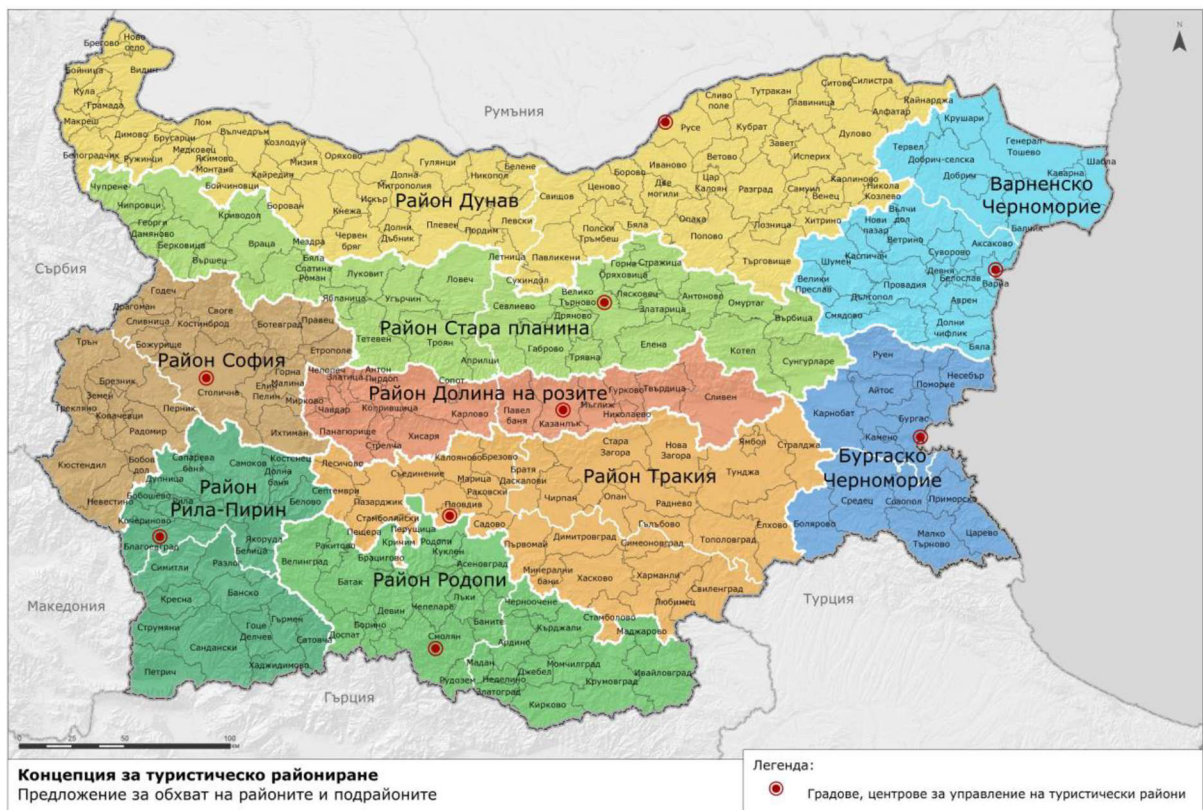 N
Румъния
Сърбия
Македония
Гърция
Турция
Район Дунав
Брегово
Ново
село
Бойница
Видин
Кула
Грамада
Макреш
Димово
Белоградчик
Ружинци
Лом
Брусарци
Медковец
Якимово
Монтана
Вълчедръм
Козлодуй
Хайредин
Мизия
Бойчиновци
Оряхово
Борован
Кнежа
Искър
Долна
Митрополия
Гулянци
Никопол
Белене
Червен
бряг
Долни
Дъбник
Плевен
Пордим
Левски
Летница
Свищов
Павликени
Сухиндол
Полски
Тръмбеш
Ценово
Борово
Бяла
Две
могили
Иваново
Русе
Сливо
поле
Тутракан
Ситово
Силистра
Главиница
Алфатар
Кайнарджа
Дулово
Кубрат
Завет
Исперих
Ветово
Цар
Калоян
Разград
Самуил
Венец
Каолиново
Никола
Козлево
Хитрино
Опака
Попово
Лозница
Търговище
Варненско
Черноморие
Крушари
Тервел
Добрич-селска
Добрич
Генерал
Тошево
Шабла
Каварна
Балчик
Вълчи
дол
Нови
пазар
Каспичан
Ветрино
Суворово
Аксаково
Девня
Белослав
Варна
Шумен
Велики
Преслав
Провадия
Дългопол
Смядово
Аврен
Долни
чифлик
Бяла
Район Стара планина
Чупрене
Чипровци
Георги
Дамяново
Берковица
Вършец
Криводол
Враца
Мездра
Бяла
Слатина
Роман
Луковит
Ябланица
Угърчин
Ловеч
Тетевен
Троян
Априлци
Севлиево
Велико
Търново
Горна
Оряховица
Стражица
Лясковец
Дряново
Златарица
Антоново
Омуртаг
Габрово
Трявна
Елена
Котел
Върбица
Сунгурларе
Район София
Годеч
Драгоман
Сливница
Костинброд
Своге
Ботевград
Правец
Етрополе
Божурище
Трън
Брезник
Земен
Трекляно
Ковачевци
Радомир
Перник
Столична
Елин
Пелин
Горна
Малина
Мирково
Ихтиман
Бобов
дол
Кюстендил
Невестино
Район Долина на розите
Челопеч
Златица
Антон
Пирдоп
Чавдар
Копривщица
Панагюрище
Стрелча
Хисаря
Карлово
Сопот
Павел
баня
Казанлък
Мъглиж
Гурково
Николаево
Твърдица
Сливен
Бургаско
Черноморие
Руен
Несебър
Поморие
Айтос
Карнобат
Бургас
Камено
Средец
Созопол
Приморско
Болярово
Малко
Търново
Царево
Район Тракия
Лесичово
Септември
Пазарджик
Стамболийски
Пещера
Съединение
Калояново
Брезово
Марица
Раковски
Пловдив
Садово
Братя
Даскалови
Чирпан
Стара
Загора
Нова
Загора
Опан
Раднево
Гълъбово
Ямбол
Стралджа
Тунджа
Елхово
Тополовград
Първомай
Димитровград
Симеоновград
Минерални
бани
Хасково
Харманли
Свиленград
Любимец
Стамболово
Маджарово
Район
Рила-Пирин
Сапарева
баня
Самоков
Костенец
Долна
баня
Дупница
Бобошево
Рила
Кочериново
Белово
Благоевград
Якоруда
Белица
Симитли
Разлог
Банско
Кресна
Струмяни
Гоце
Делчев
Гърмен
Сатовча
Сандански
Хаджидимово
Петрич
Район Родопи
Велинград
Ракитово
Батак
Брацигово
Кричим
Перущица
Родопи
Куклен
Асеновград
Лъки
Девин
Чепеларе
Борино
Доспат
Баните
Смолян
Мадан
Рудозем
Неделино
Златоград
Ардино
Черноочене
Кърджали
Джебел
Момчилград
Крумовград
Кирково
Ивайловград
0 25 50 100
Концепция за туристическо райониране
Предложение за обхват на районите и подрайоните
Легенда:
Градове, центрове за управление на туристически райони